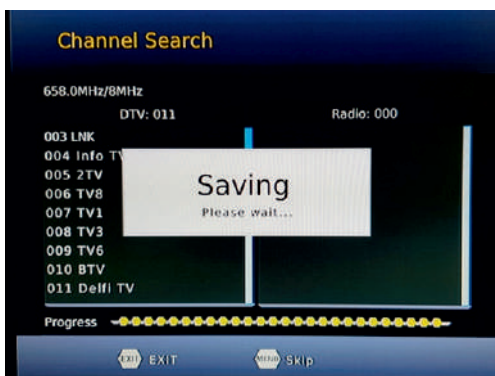 Channel Search
658.0MHz/8MHz
DTV: 011 Radio: 000
003 LNK
004 Info TV
005 2TV
006 TV8
007 TV1
008 TV3
009 TV6
010 BTV
011 Delfi TV
Saving
Please wait...
Progress
EXIT EXIT MENU Skip